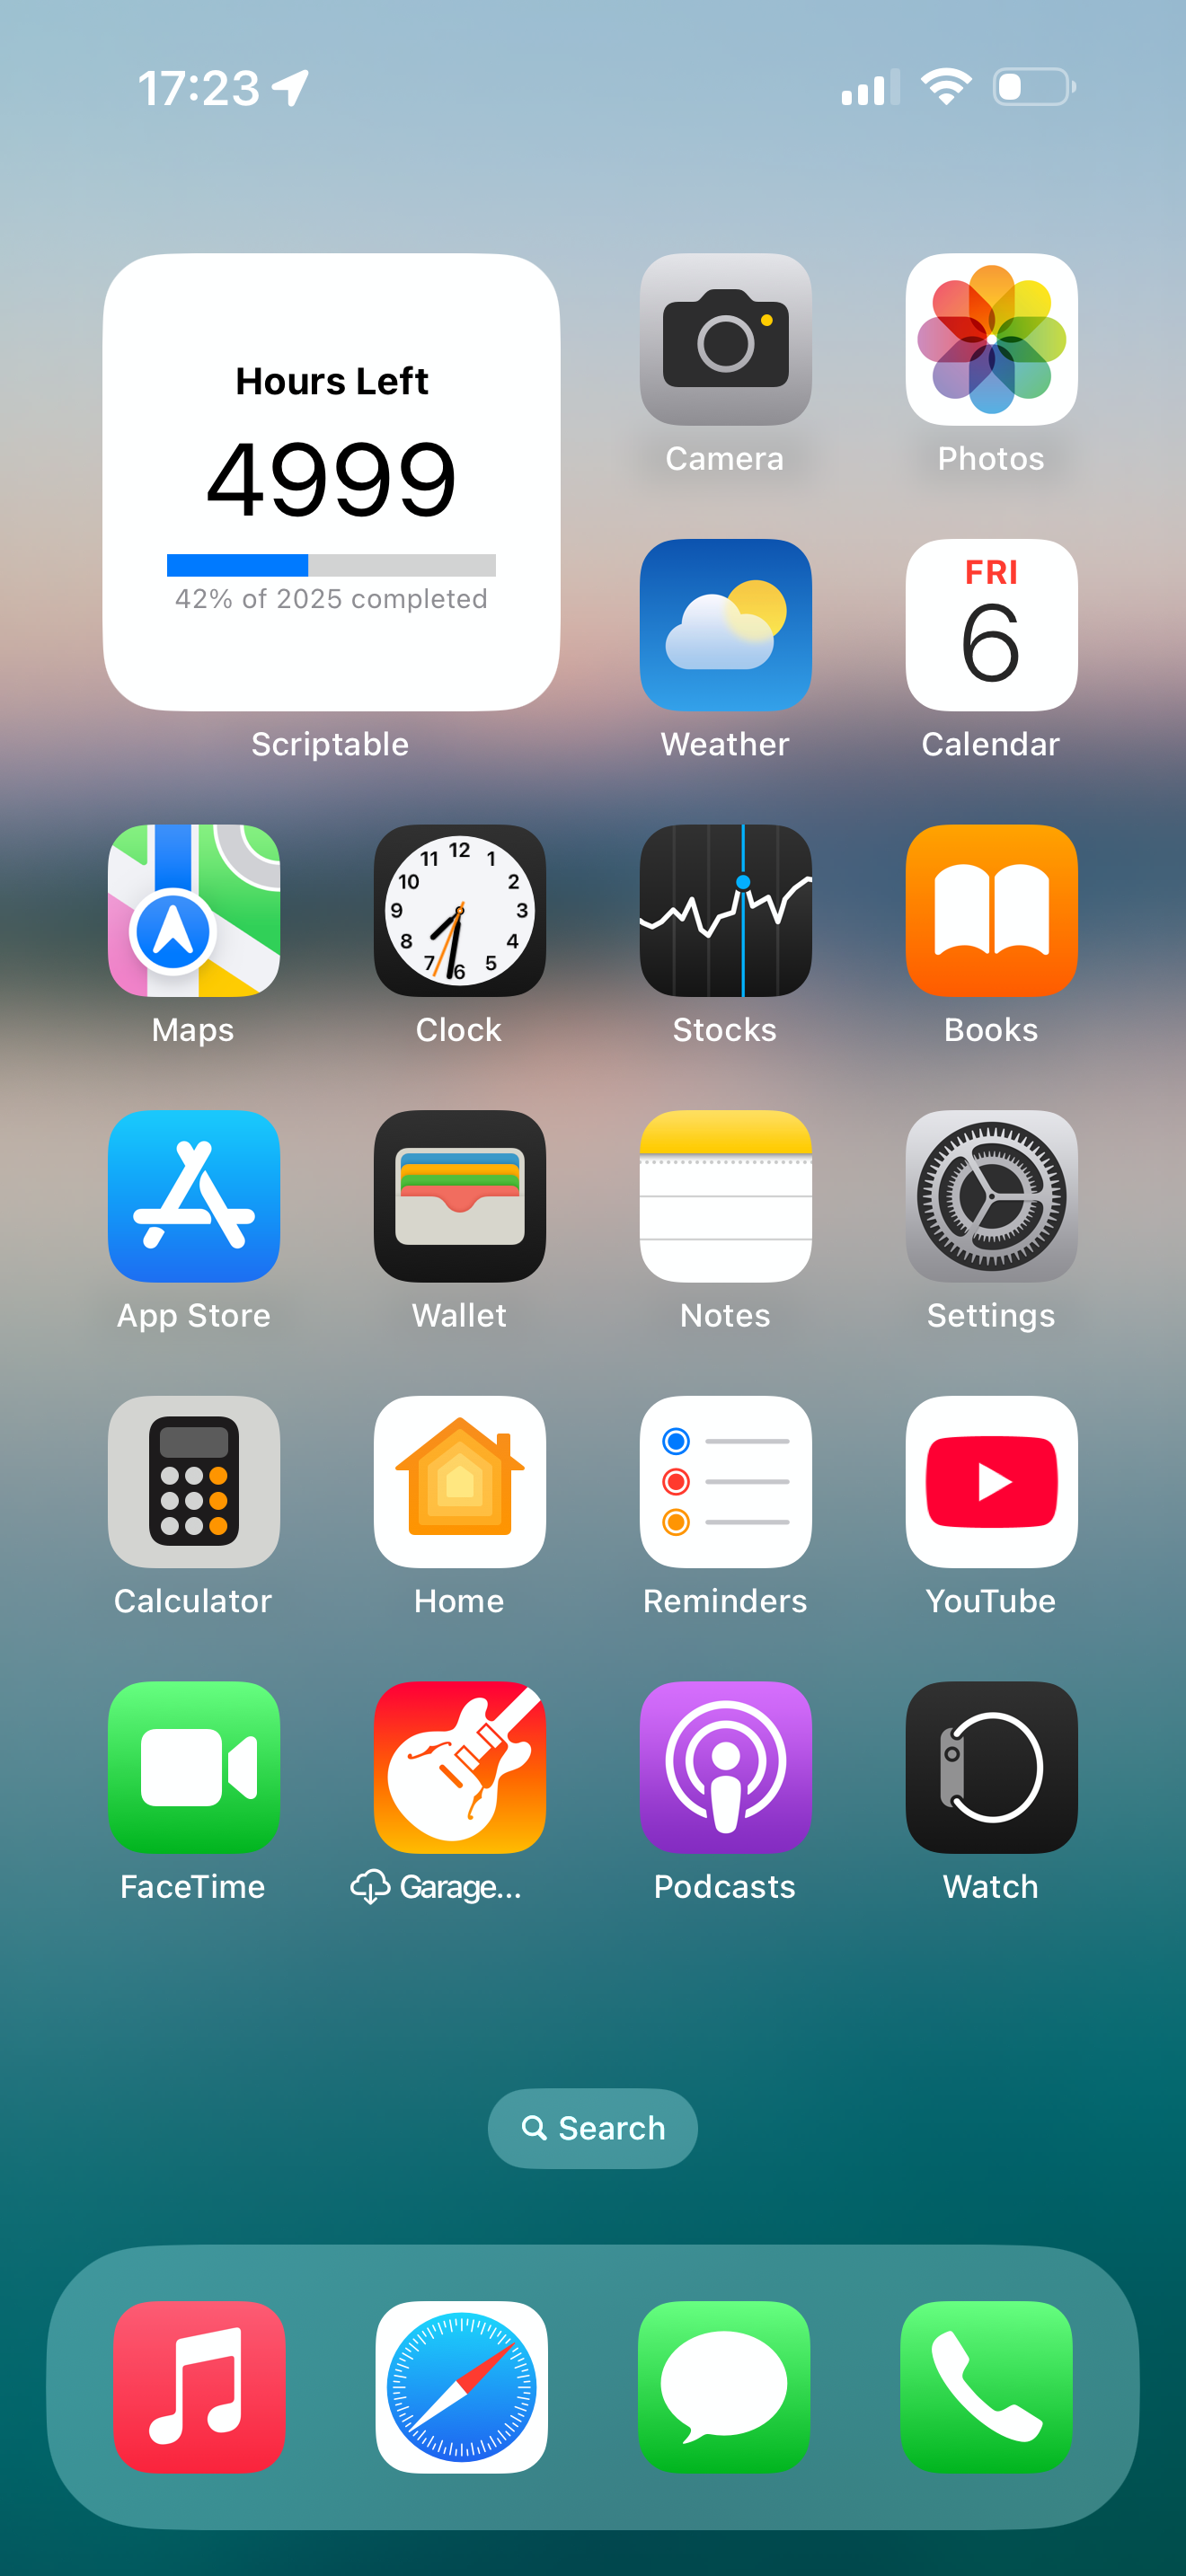 17:23
Hours Left
4999
42% of 2025 completed
Scriptable
Camera
Photos
Weather
FRI
6
Calendar
Maps
12
11
1
10
2
9
3
8
4
7
6
5
Clock
Stocks
Books
App Store
Wallet
Notes
Settings
Calculator
Home
Reminders
YouTube
FaceTime
Garage...
Podcasts
Watch
Search